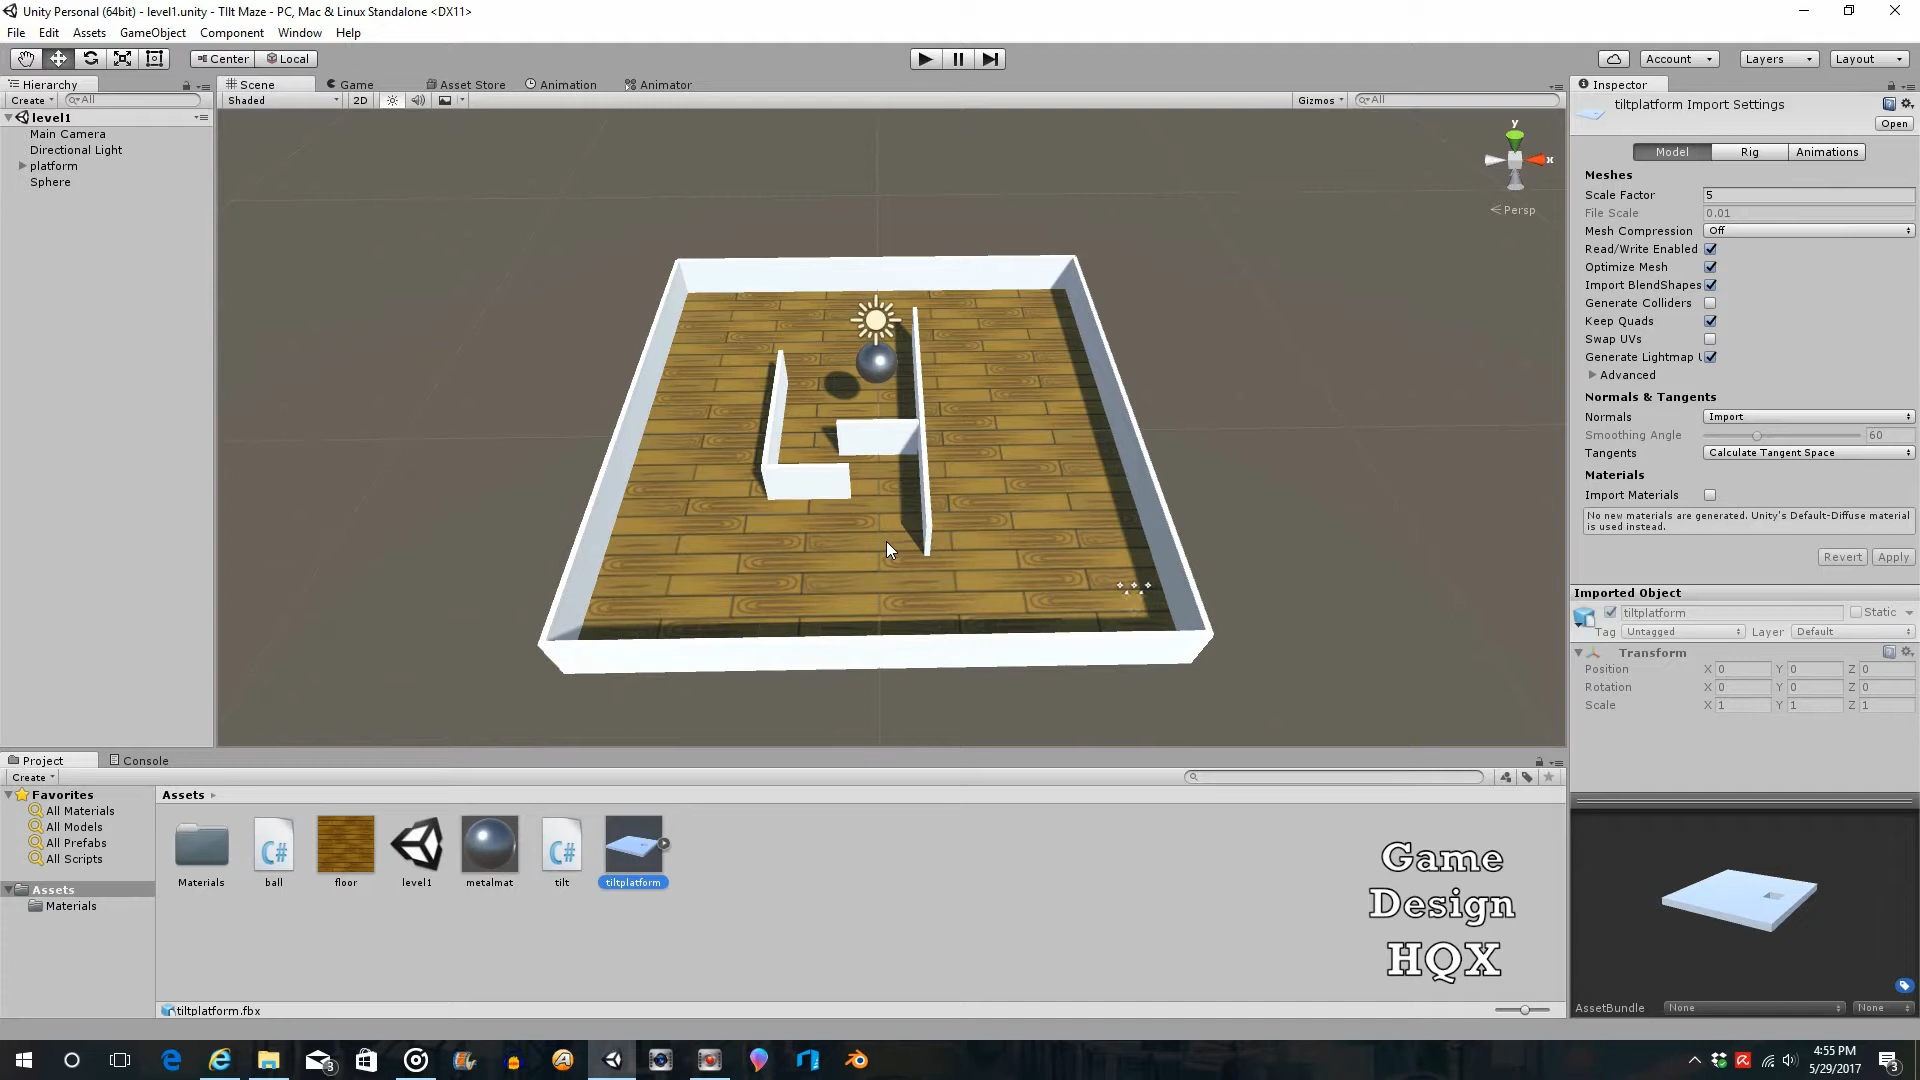 Unity Personal (64bit) - level1.unity - TIlt Maze - PC, Mac & Linux Standalone <DX11>
File Edit Assets GameObject Component Window Help
Center Local Account Layers Layout
Hierarchy Scene Game Asset Store Animation Animator Inspector
Create All Shaded 2D Gizmos All
level1
Main Camera
Directional Light
platform
Sphere
y
x
Persp
tiltplatform Import Settings
Open
Model Rig Animations
Meshes
Scale Factor 5
File Scale 0.01
Mesh Compression Off
Read/Write Enabled
Optimize Mesh
Import BlendShapes
Generate Colliders
Keep Quads
Swap UVs
Generate Lightmap U
Advanced
Normals & Tangents
Normals Import
Smoothing Angle 60
Tangents Calculate Tangent Space
Materials
Import Materials
No new materials are generated. Unity's Default-Diffuse material
is used instead.
Revert Apply
Imported Object
tiltplatform Static
Tag Untagged Layer Default
Transform
Position X 0 Y 0 Z 0
Rotation X 0 Y 0 Z 0
Scale X 1 Y 1 Z 1
Project Console
Create
Favorites
All Materials
All Models
All Prefabs
All Scripts
Assets
Materials
Assets
Materials ball floor level1 metalmat tilt tiltplatform
C# C#
Game
Design
HQX
tiltplatform.fbx
AssetBundle None None
3
4:55 PM
5/29/2017
3